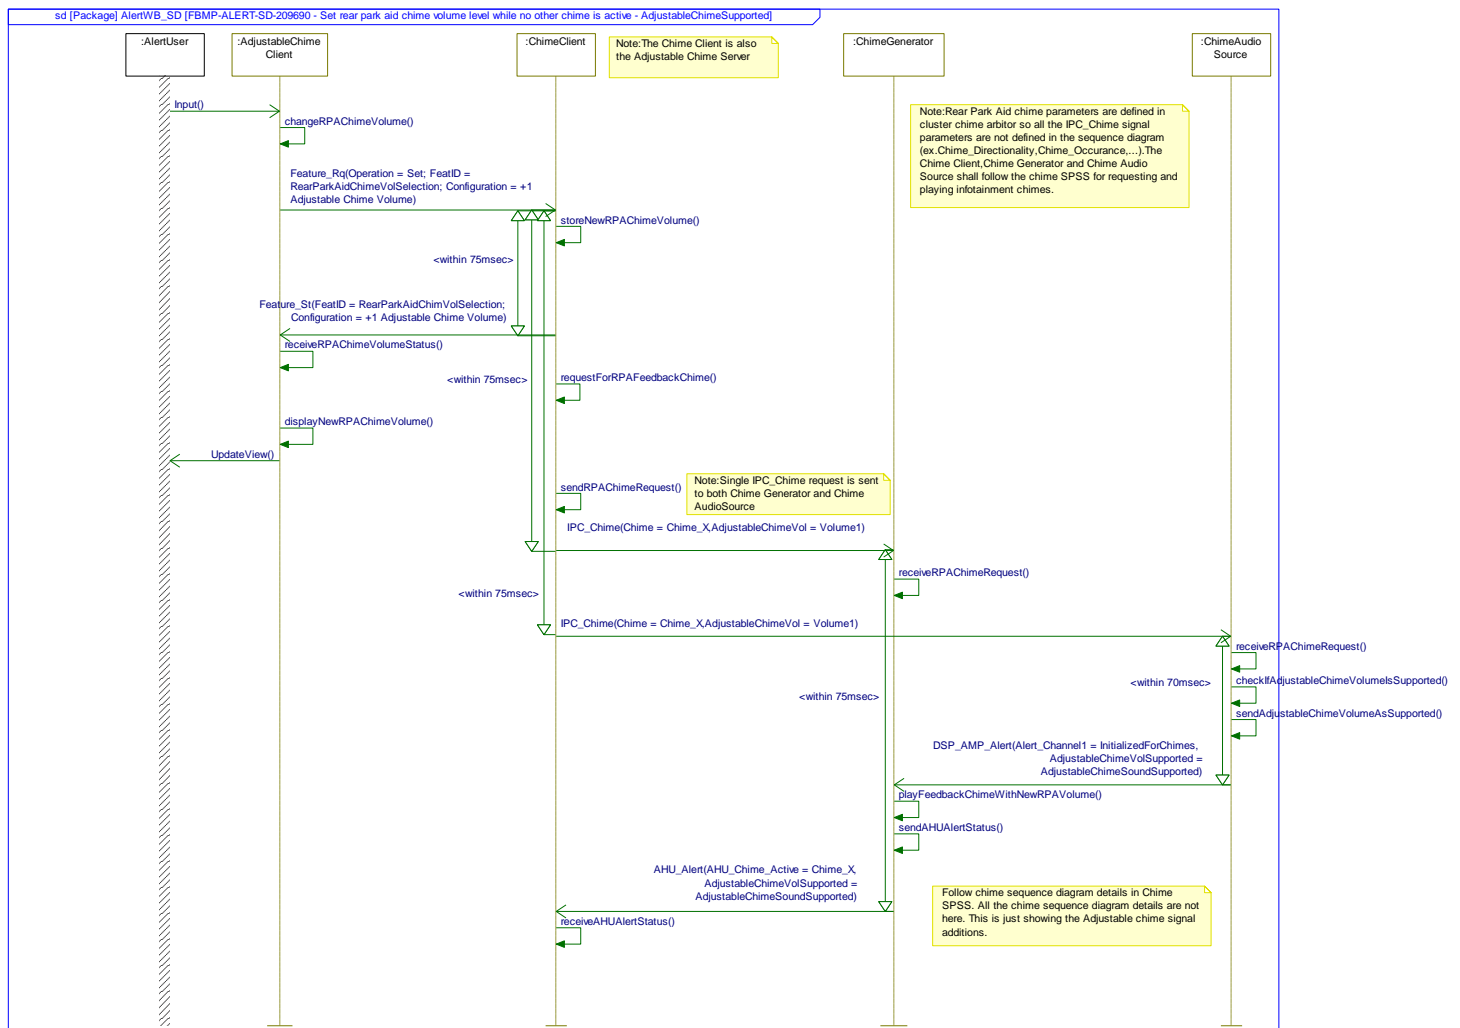 sd [Package] AlertWB_SD [FBMP-ALERT-SD-209690 - Set rear park aid chime volume level while no other chime is active - AdjustableChimeSupported]
:AlertUser
:AdjustableChime
Client
:ChimeClient
Note:The Chime Client is also
the Adjustable Chime Server
:ChimeGenerator
:ChimeAudio
Source
Input()
changeRPAChimeVolume()
Note:Rear Park Aid chime parameters are defined in
cluster chime arbitor so all the IPC_Chime signal
parameters are not defined in the sequence diagram
(ex.Chime_Directionality,Chime_Occurance,...).The
Chime Client,Chime Generator and Chime Audio
Source shall follow the chime SPSS for requesting and
playing infotainment chimes.
Feature_Rq(Operation = Set; FeatID =
RearParkAidChimeVolSelection; Configuration = +1
Adjustable Chime Volume)
storeNewRPAChimeVolume()
<within 75msec>
Feature_St(FeatID = RearParkAidChimVolSelection;
Configuration = +1 Adjustable Chime Volume)
receiveRPAChimeVolumeStatus()
<within 75msec>
requestForRPAFeedbackChime()
displayNewRPAChimeVolume()
UpdateView()
sendRPAChimeRequest()
Note:Single IPC_Chime request is sent
to both Chime Generator and Chime
AudioSource
IPC_Chime(Chime = Chime_X,AdjustableChimeVol = Volume1)
receiveRPAChimeRequest()
<within 75msec>
IPC_Chime(Chime = Chime_X,AdjustableChimeVol = Volume1)
receiveRPAChimeRequest()
<within 70msec>
checkIfAdjustableChimeVolumeIsSupported()
<within 75msec>
sendAdjustableChimeVolumeAsSupported()
DSP_AMP_Alert(Alert_Channel1 = InitializedForChimes,
AdjustableChimeVolSupported =
AdjustableChimeSoundSupported)
playFeedbackChimeWithNewRPAVolume()
sendAHUAlertStatus()
AHU_Alert(AHU_Chime_Active = Chime_X,
AdjustableChimeVolSupported =
AdjustableChimeSoundSupported)
Follow chime sequence diagram details in Chime
SPSS. All the chime sequence diagram details are not
here. This is just showing the Adjustable chime signal
additions.
receiveAHUAlertStatus()